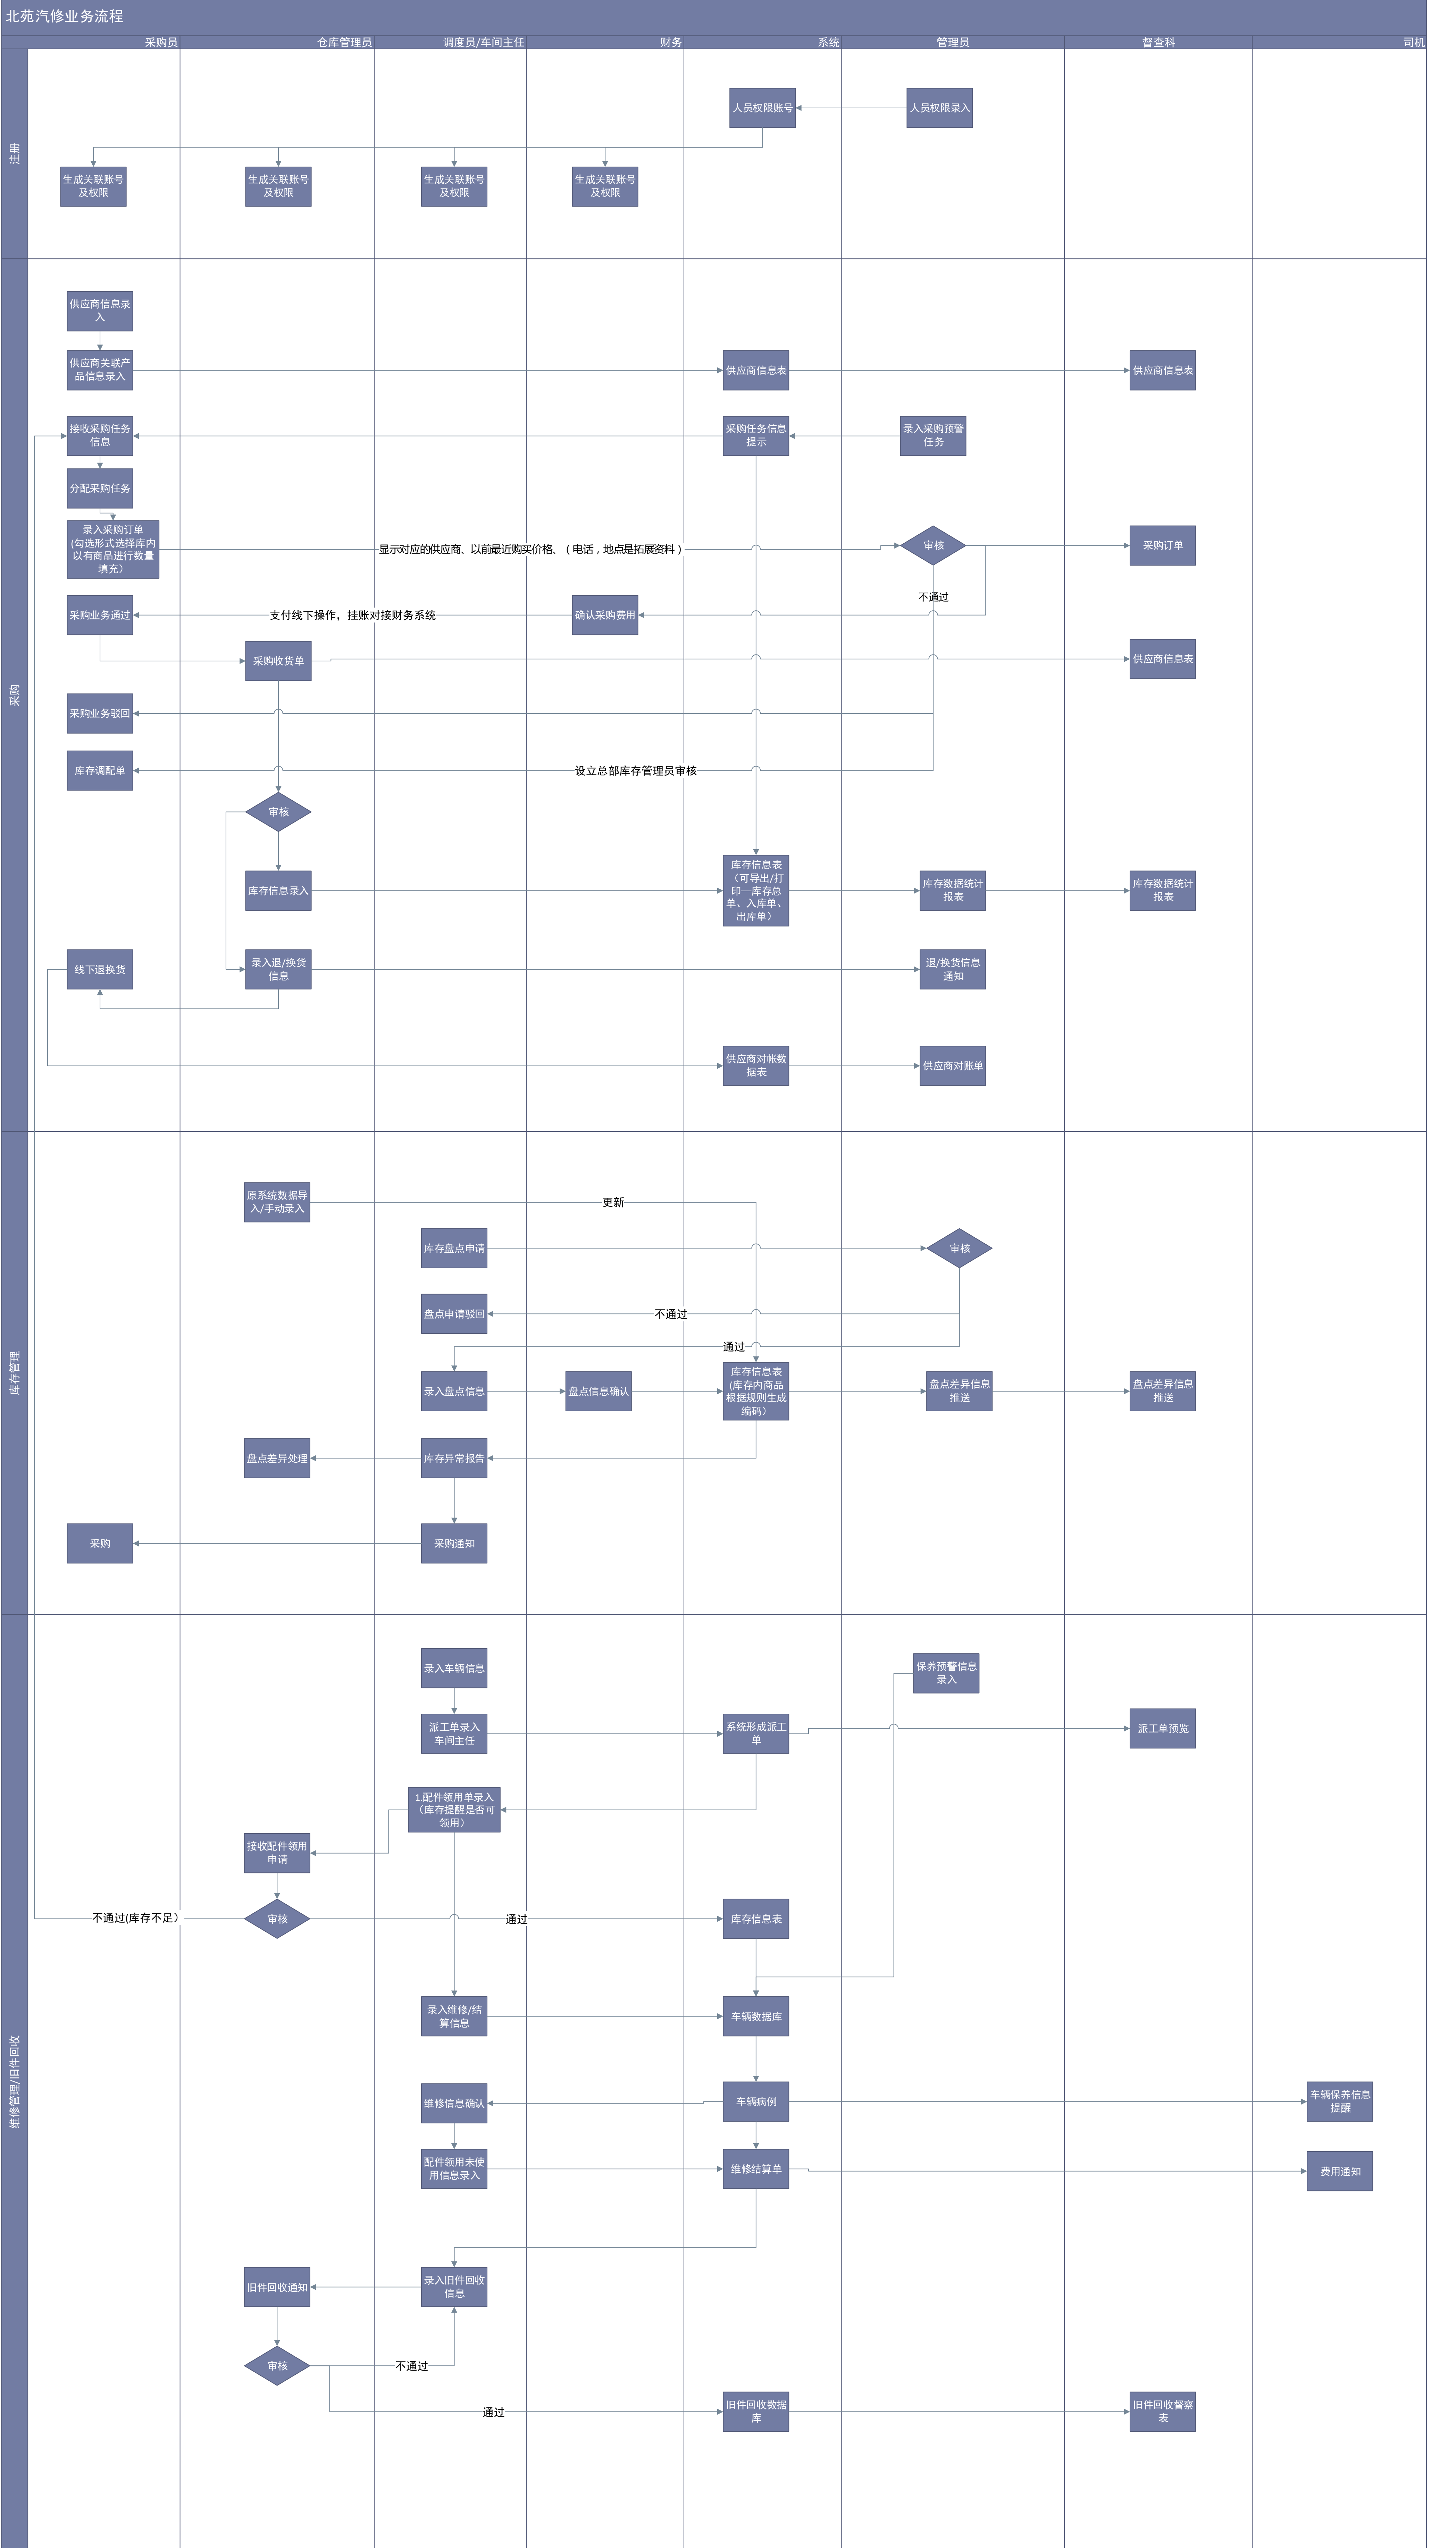 北苑汽修业务流程
采购员
仓库管理员
调度员/车间主任
财务
系统
管理员
督查科
司机
注册
人员权限账号
人员权限录入
生成关联账号
及权限
生成关联账号
及权限
生成关联账号
及权限
生成关联账号
及权限
采购
供应商信息录
入
供应商关联产
品信息录入
供应商信息表
供应商信息表
接收采购任务
信息
采购任务信息
提示
录入采购预警
任务
分配采购任务
录入采购订单
(勾选形式选择库内
以有商品进行数量
填充）
显示对应的供应商、以前最近购买价格、（电话，地点是拓展资料）
审核
采购订单
不通过
采购业务通过
支付线下操作，挂账对接财务系统
确认采购费用
采购收货单
供应商信息表
采购业务驳回
库存调配单
设立总部库存管理员审核
审核
库存信息录入
库存信息表
（可导出/打
印—库存总
单、入库单、
出库单）
库存数据统计
报表
库存数据统计
报表
线下退换货
录入退/换货
信息
退/换货信息
通知
供应商对帐数
据表
供应商对账单
库存管理
原系统数据导
入/手动录入
更新
库存盘点申请
审核
盘点申请驳回
不通过
通过
录入盘点信息
盘点信息确认
库存信息表
(库存内商品
根据规则生成
编码）
盘点差异信息
推送
盘点差异信息
推送
盘点差异处理
库存异常报告
采购
采购通知
维修管理/旧件回收
录入车辆信息
保养预警信息
录入
派工单录入
车间主任
系统形成派工
单
派工单预览
1.配件领用单录入
（库存提醒是否可
领用）
接收配件领用
申请
不通过(库存不足）
审核
通过
库存信息表
录入维修/结
算信息
车辆数据库
维修信息确认
车辆病例
车辆保养信息
提醒
配件领用未使
用信息录入
维修结算单
费用通知
旧件回收通知
录入旧件回收
信息
审核
不通过
通过
旧件回收数据
库
旧件回收督察
表